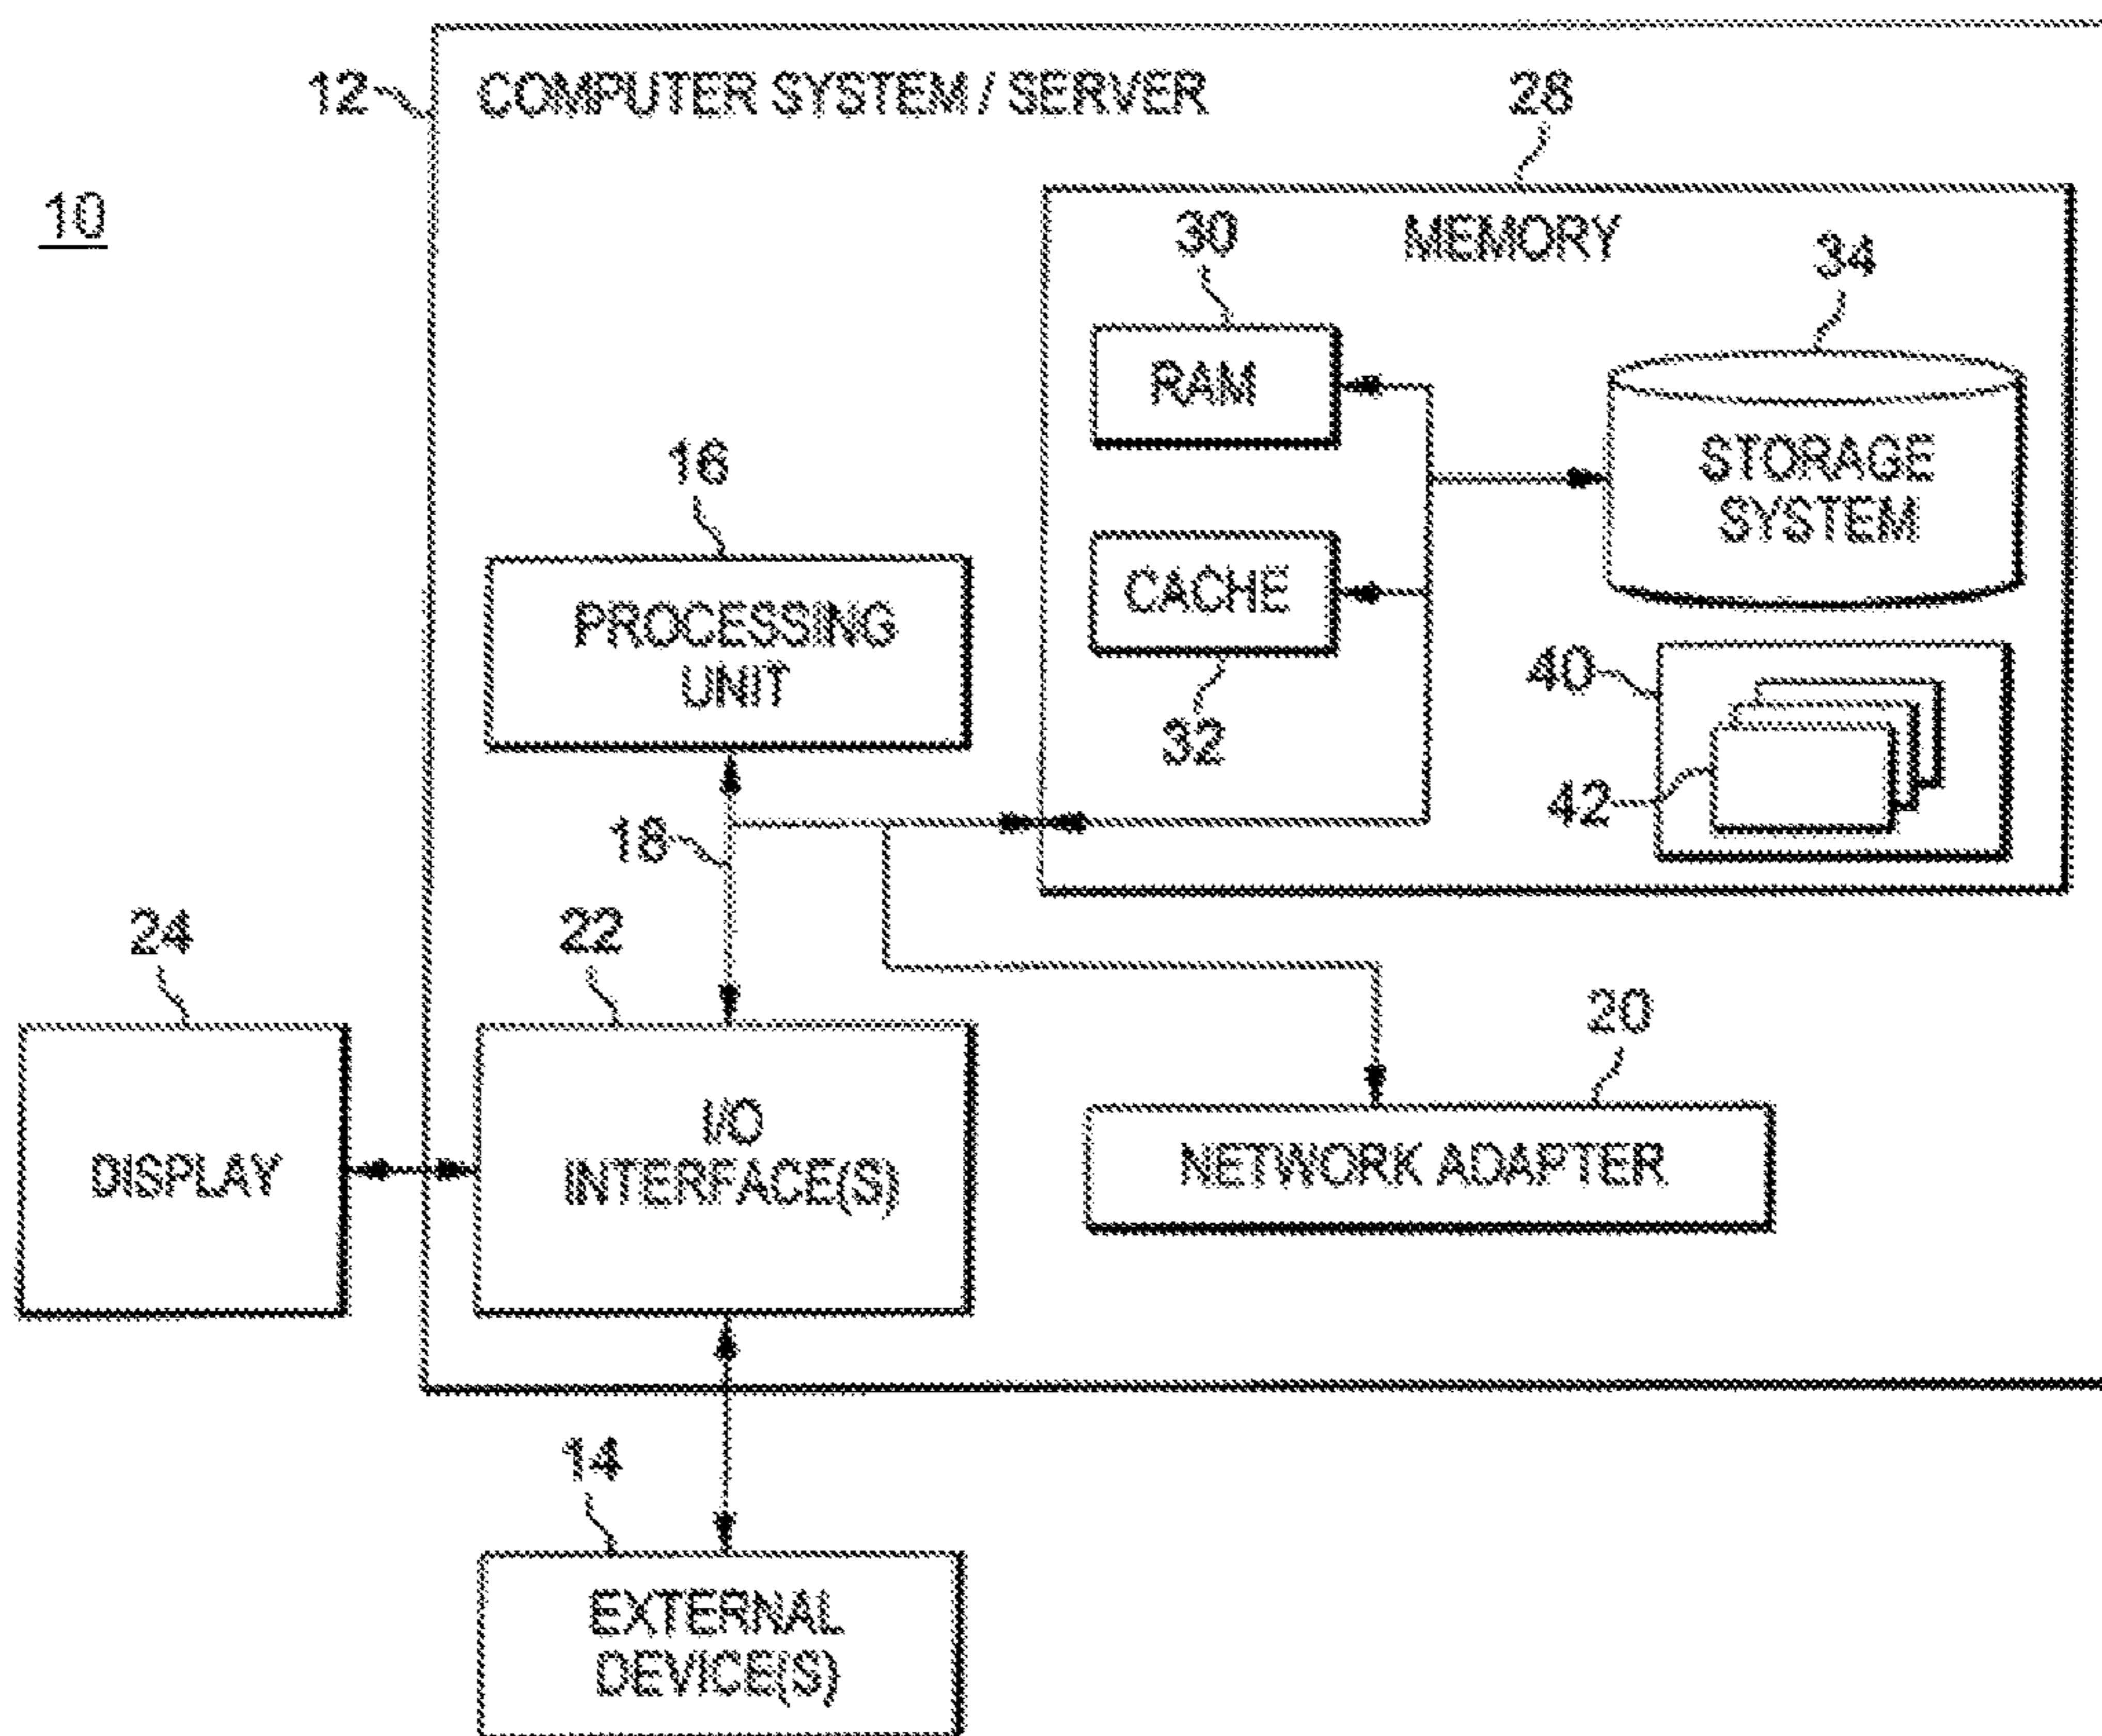 12
COMPUTER SYSTEM / SERVER
28
10
MEMORY
30
34
RAM
STORAGE
SYSTEM
16
CACHE
PROCESSING
UNIT
40
32
42
18
24
22
20
I/O
INTERFACE(S)
DISPLAY
NETWORK ADAPTER
14
EXTERNAL
DEVICE(S)